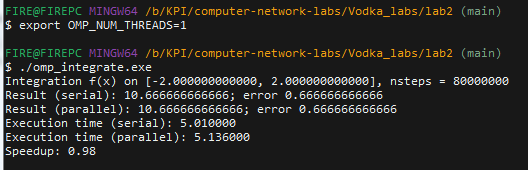 FIRE@FIREPC MINGW64 /b/KPI/computer-network-labs/Vodka_labs/lab2 (main)
$ export OMP_NUM_THREADS=1
FIRE@FIREPC MINGW64 /b/KPI/computer-network-labs/Vodka_labs/lab2 (main)
$ ./omp_integrate.exe
Integration f(x) on [-2.000000000000, 2.000000000000], nsteps = 80000000
Result (serial): 10.666666666666; error 0.666666666666
Result (parallel): 10.666666666666; error 0.666666666666
Execution time (serial): 5.010000
Execution time (parallel): 5.136000
Speedup: 0.98